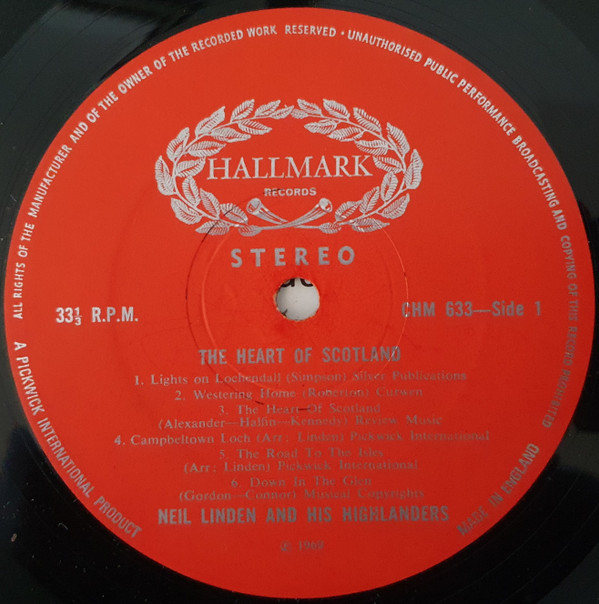 ALL RIGHTS OF THE MANUFACTURER AND OF THE OWNER OF THE RECORDED WORK RESERVED • UNAUTHORISED PUBLIC PERFORMANCE BROADCASTING AND COPYING OF THIS RECORD PROHIBITED
HALLMARK
RECORDS
STEREO
33⅓ R.P.M.
CHM 633—Side 1
THE HEART OF SCOTLAND
1. Lights on Lochendall (Simpson) Silver Publications
2. Westering Home (Roberton) Curwen
3. The Heart Of Scotland
(Alexander—Halfin—Kennedy) Review Music
4. Campbeltown Loch (Arr: Linden) Pickwick International
5. The Road To The Isles
(Arr: Linden) Pickwick International
6. Down In The Glen
(Gordon—Connor) Musical Copyrights
NEIL LINDEN AND HIS HIGHLANDERS
℗ 1969
A PICKWICK INTERNATIONAL PRODUCT
MADE IN ENGLAND